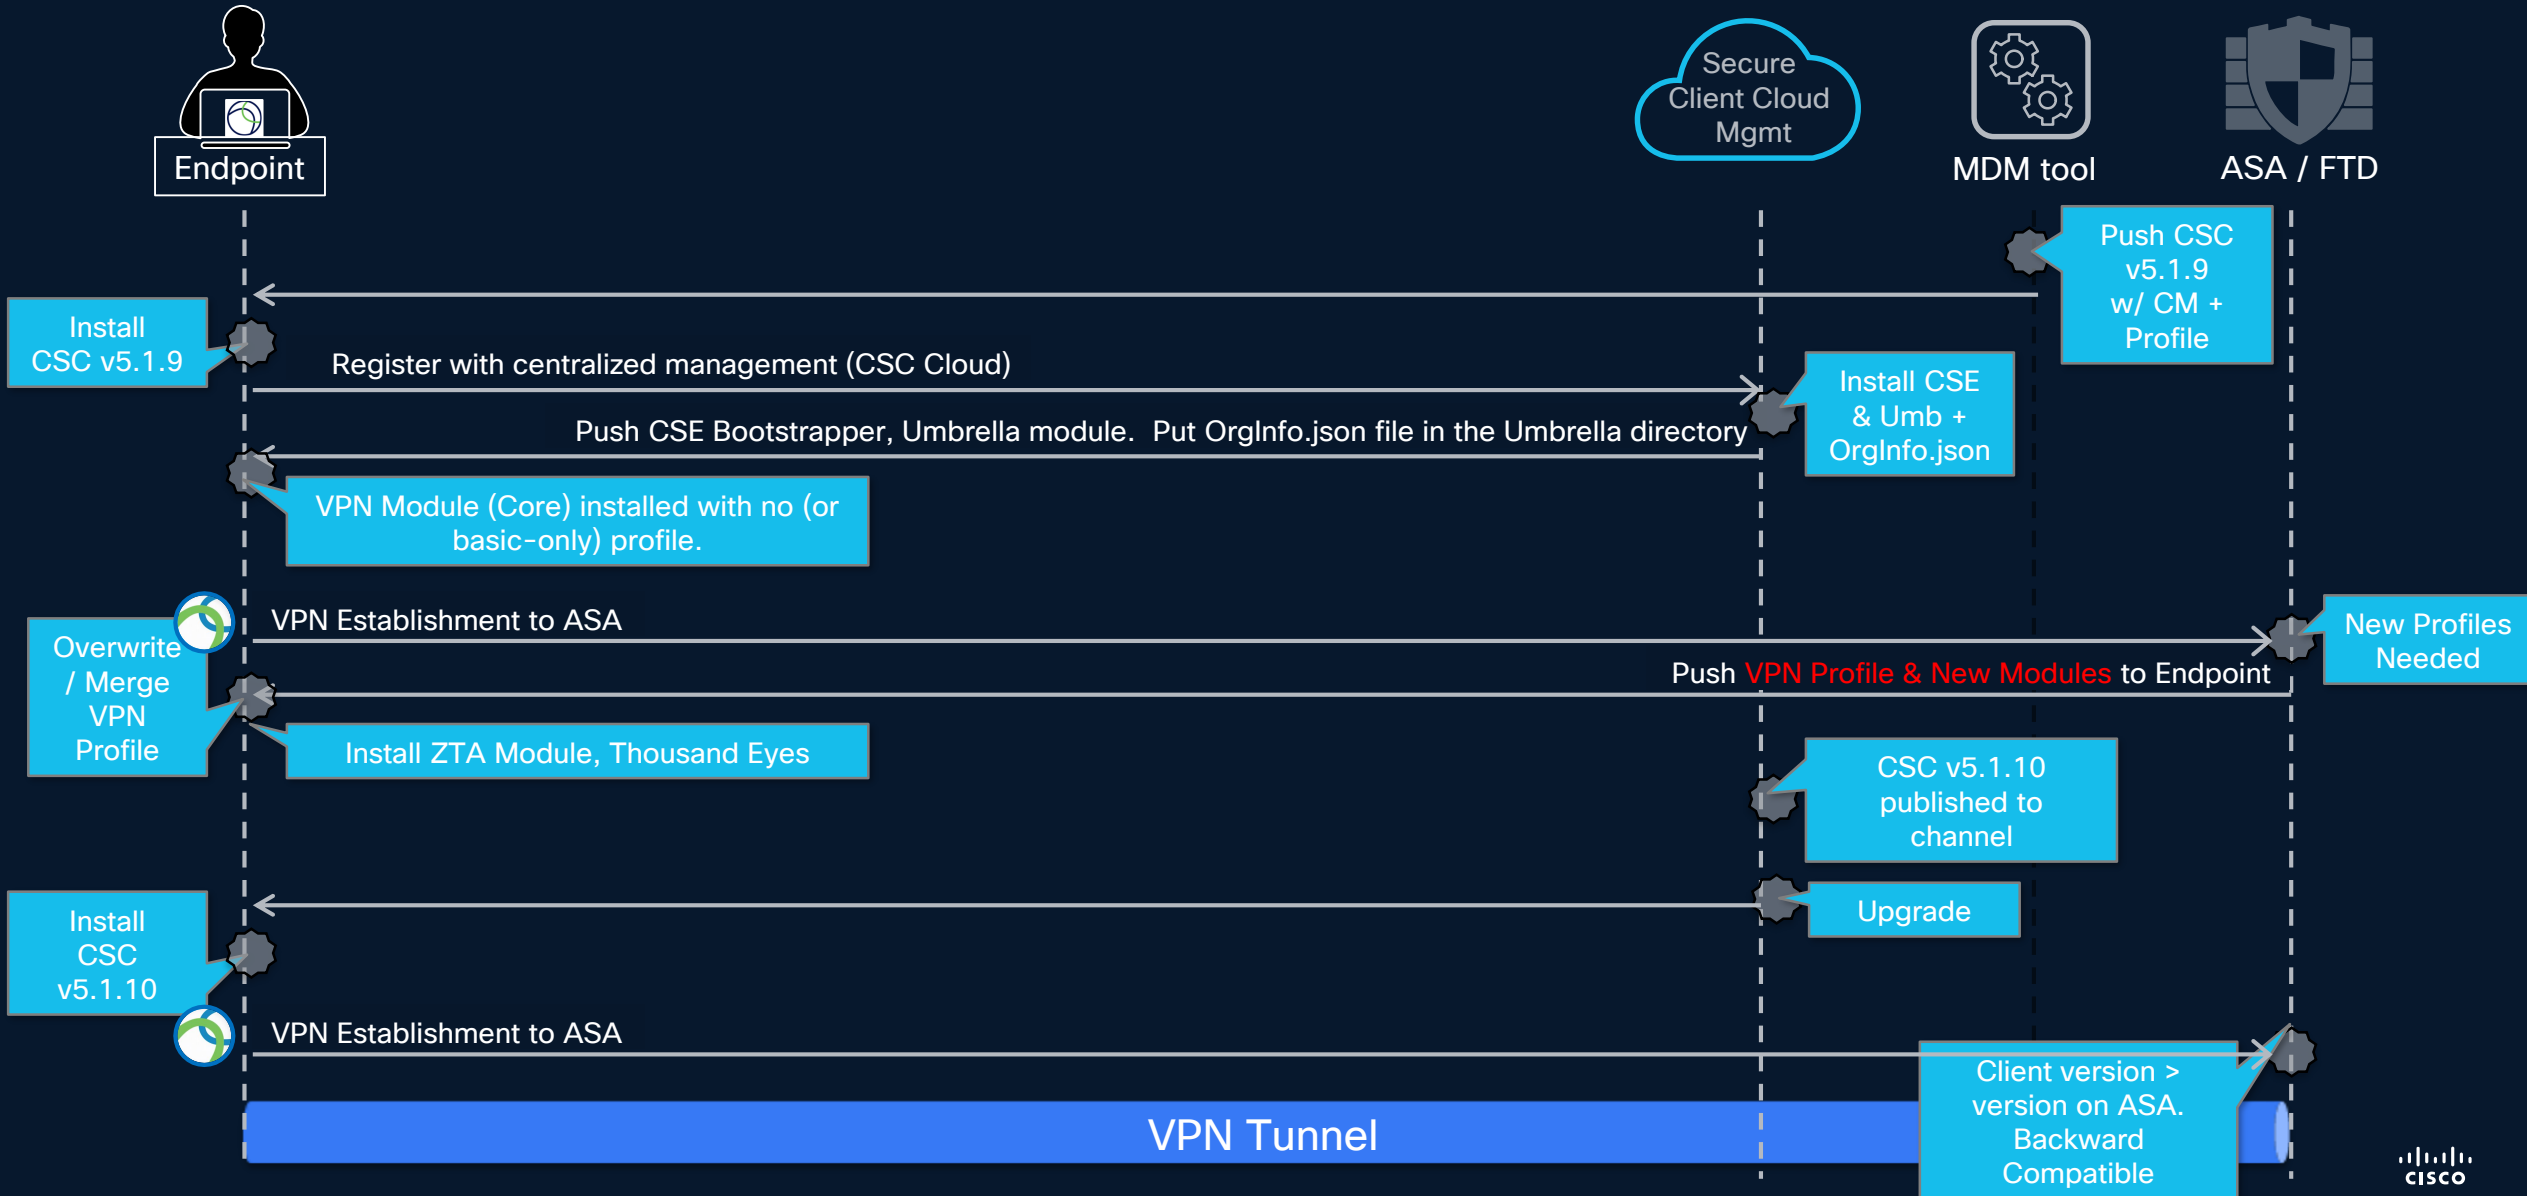 Secure
Client Cloud
Mgmt
Endpoint
MDM tool
ASA / FTD
Push CSC
v5.1.9
w/ CM +
Profile
Install
CSC v5.1.9
Register with centralized management (CSC Cloud)
Install CSE
& Umb +
OrgInfo.json
Push CSE Bootstrapper, Umbrella module.  Put OrgInfo.json file in the Umbrella directory
VPN Module (Core) installed with no (or
basic-only) profile.
VPN Establishment to ASA
New Profiles
Needed
Overwrite
/ Merge
VPN
Profile
Push VPN Profile & New Modules to Endpoint
Install ZTA Module, Thousand Eyes
CSC v5.1.10
published to
channel
Upgrade
Install
CSC
v5.1.10
VPN Establishment to ASA
Client version >
version on ASA.
Backward
Compatible
VPN Tunnel
CISCO